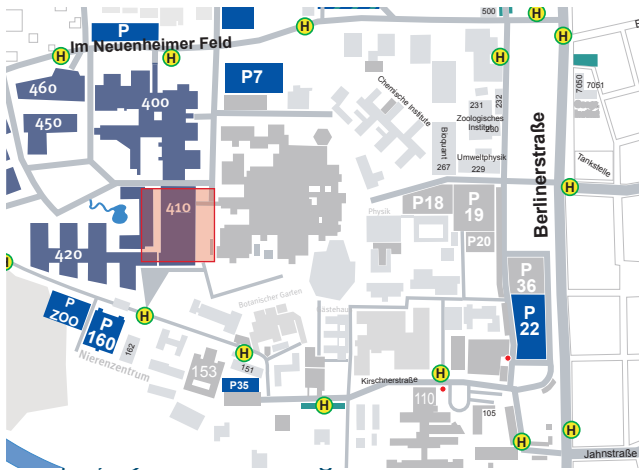 500
H
H
P
H
Im Neuenheimer Feld
H
H
H
P7
460
400
7050
7051
Chemische Institute
231
232
450
Zoologisches
Institut
230
Berlinerstraße
Bioquant
267
Umweltphysik
229
Tankstelle
H
410
Physik
P18
P
19
P20
420
H
P
36
P
ZOO
Botanischer Garten
Gästehaus
P
160
H
P
22
162
Nierenzentrum
H
151
153
P35
Kirschnerstraße
H
H
110
105
H
H
Jahnstraße